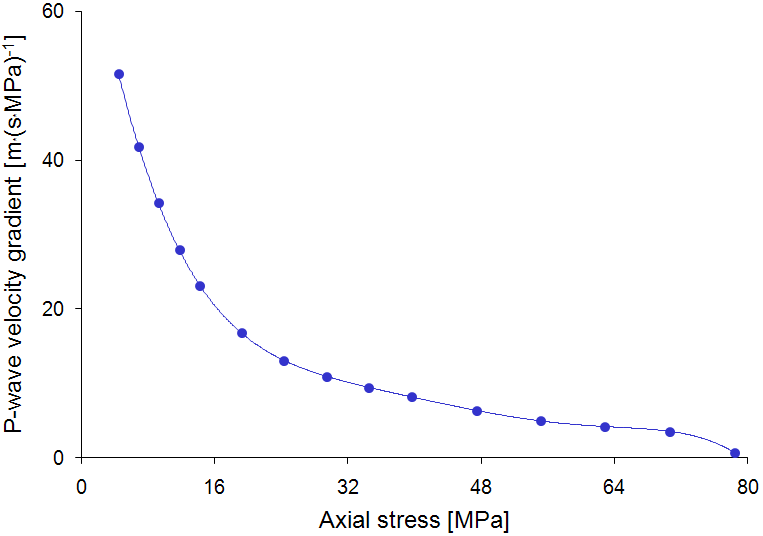 P-wave velocity gradient [m·(s·MPa)⁻¹]
60
40
20
0
0 16 32 48 64 80
Axial stress [MPa]